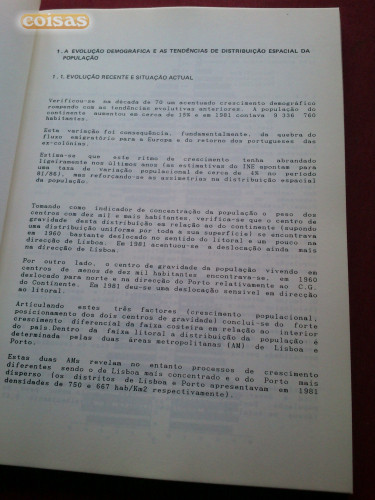 coisas
1. A EVOLUÇÃO DEMOGRÁFICA E AS TENDÊNCIAS DE DISTRIBUIÇÃO ESPACIAL DA
POPULAÇÃO
1.1. EVOLUÇÃO RECENTE E SITUAÇÃO ACTUAL
Verificou-se na década de 70 um acentuado crescimento demográfico
rompendo com as tendências evolutivas anteriores. A população do
continente aumentou em cerca de 15% e em 1981 contava 9 336 760
habitantes.
Esta variação foi consequência, fundamentalmente, da quebra do
fluxo emigratório para a Europa e do retorno dos portugueses das
ex-colónias.
Estima-se que este ritmo de crescimento tenha abrandado
ligeiramente nos últimos anos (as estimativas do INE apontam para
uma taxa de variação populacional de cerca de 4% no período
81/86), mas reforçando-se as assimetrias na distribuição espacial
da população.
Tomando como indicador de concentração da população o peso dos
centros com dez mil e mais habitantes, verifica-se que o centro de
gravidade desta distribuição em relação ao do continente (supondo
uma distribuição uniforme por toda a sua superfície) se encontrava
em 1960 bastante deslocado no sentido do litoral e um pouco na
direcção de Lisboa. Em 1981 acentuou-se a deslocação ainda mais
na direcção de Lisboa.
Por outro lado, o centro de gravidade da população vivendo em
centros de menos de dez mil habitantes encontrava-se, em 1960
deslocado para norte e na direcção do Porto relativamente ao C.G.
do Continente. Em 1981 deu-se uma deslocação sensível em direcção
ao litoral.
Articulando estes três factores (crescimento populacional,
posicionamento dos dois centros de gravidade) conclui-se do forte
crescimento diferencial da faixa costeira em relação ao interior
do país. Dentro da faixa litoral a distribuição da população é
determinada pelas duas áreas metropolitanas (AM) de Lisboa e
Porto.
Estas duas AMs revelam no entanto processos de crescimento
diferentes sendo o de Lisboa mais concentrado e o do Porto mais
disperso (os distritos de Lisboa e Porto apresentavam em 1981
densidades de 750 e 667 hab/Km2 respectivamente).